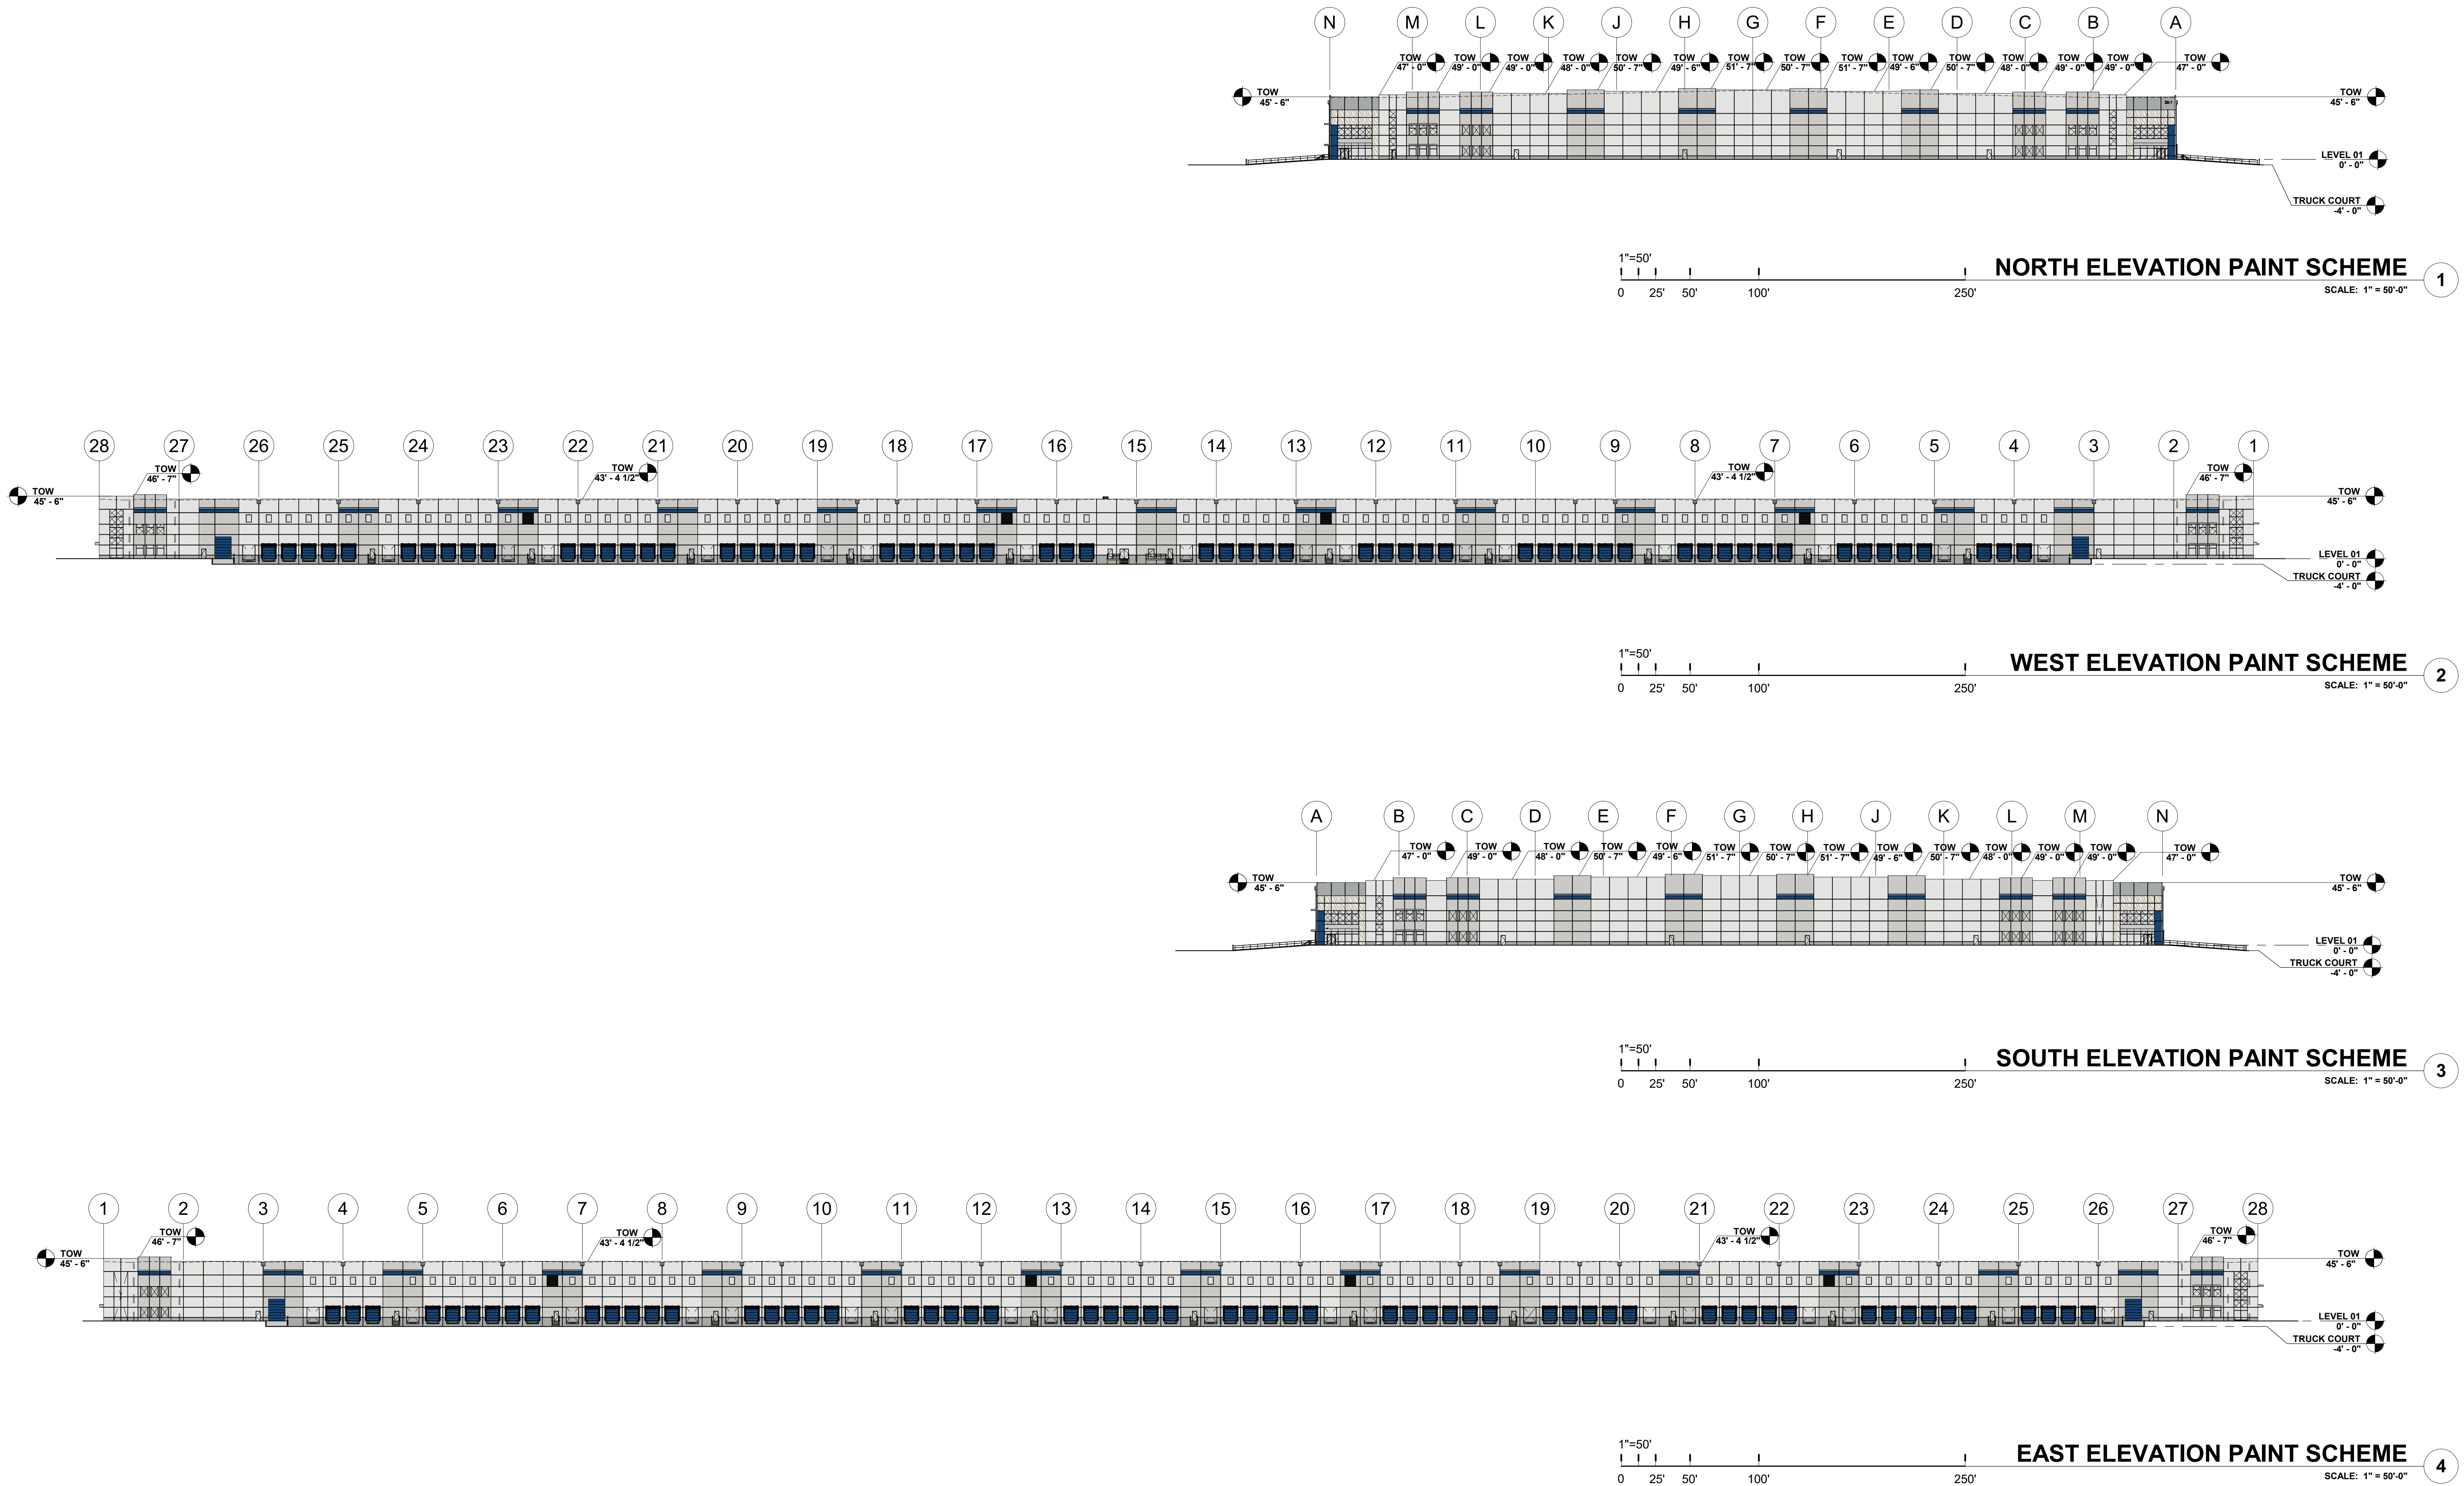 N M L K J H G F E D C B A
TOW TOW TOW TOW TOW TOW TOW TOW TOW TOW TOW TOW TOW TOW TOW
47' - 0" 49' - 0" 49' - 0" 48' - 0" 50' - 7" 49' - 6" 51' - 7" 50' - 7" 51' - 7" 49' - 6" 50' - 7" 48' - 0" 49' - 0" 49' - 0" 47' - 0"
TOW TOW
45' - 6" 45' - 6"
LEVEL 01
0' - 0"
TRUCK COURT
-4' - 0"
1"=50'
NORTH ELEVATION PAINT SCHEME 1
0 25' 50' 100' 250' SCALE: 1" = 50'-0"
28 27 26 25 24 23 22 21 20 19 18 17 16 15 14 13 12 11 10 9 8 7 6 5 4 3 2 1
TOW TOW TOW TOW
46' - 7" 43' - 4 1/2" 43' - 4 1/2" 46' - 7"
TOW TOW
45' - 6" 45' - 6"
LEVEL 01
0' - 0"
TRUCK COURT
-4' - 0"
1"=50'
WEST ELEVATION PAINT SCHEME 2
0 25' 50' 100' 250' SCALE: 1" = 50'-0"
A B C D E F G H J K L M N
TOW TOW TOW TOW TOW TOW TOW TOW TOW TOW TOW TOW TOW TOW
47' - 0" 49' - 0" 48' - 0" 50' - 7" 49' - 6" 51' - 7" 50' - 7" 51' - 7" 49' - 6" 50' - 7" 48' - 0" 49' - 0" 49' - 0" 47' - 0"
TOW TOW
45' - 6" 45' - 6"
LEVEL 01
0' - 0"
TRUCK COURT
-4' - 0"
1"=50'
SOUTH ELEVATION PAINT SCHEME 3
0 25' 50' 100' 250' SCALE: 1" = 50'-0"
1 2 3 4 5 6 7 8 9 10 11 12 13 14 15 16 17 18 19 20 21 22 23 24 25 26 27 28
TOW TOW TOW TOW
46' - 7" 43' - 4 1/2" 43' - 4 1/2" 46' - 7"
TOW TOW
45' - 6" 45' - 6"
LEVEL 01
0' - 0"
TRUCK COURT
-4' - 0"
1"=50'
EAST ELEVATION PAINT SCHEME 4
0 25' 50' 100' 250' SCALE: 1" = 50'-0"